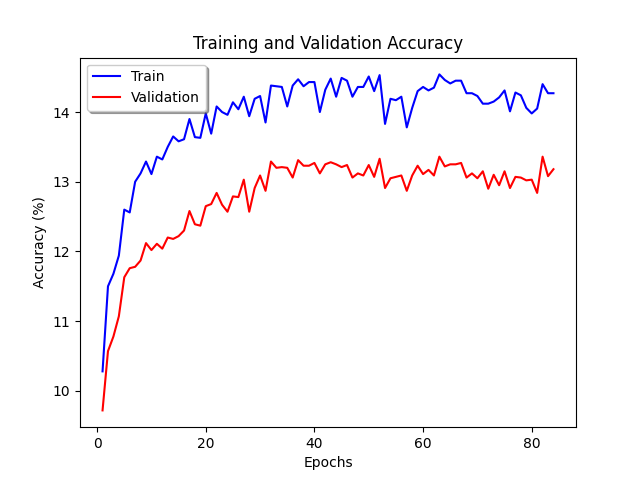 Training and Validation Accuracy
Train
Validation
14
13
12
11
10
Accuracy (%)
0 20 40 60 80
Epochs